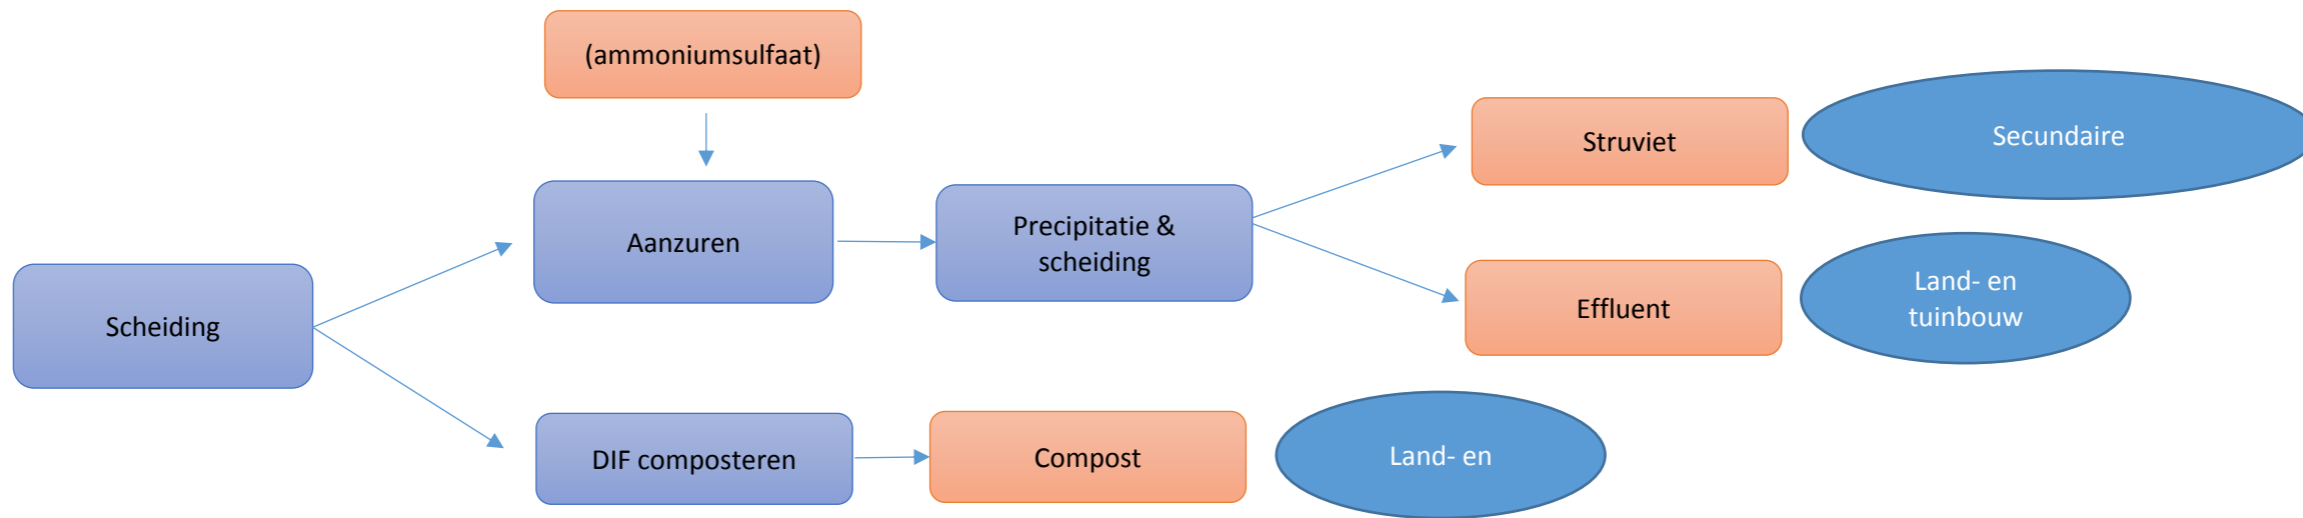 (ammoniumsulfaat)
Struviet
Secundaire
Aanzuren
Precipitatie &
scheiding
Scheiding
Effluent
Land- en
tuinbouw
DIF composteren
Compost
Land- en